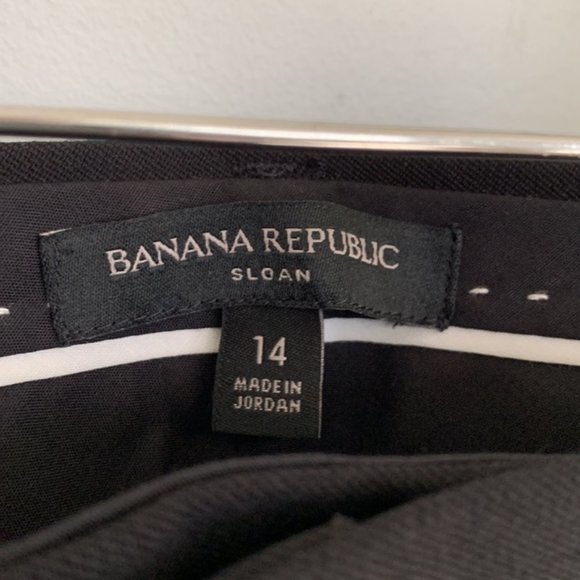 BANANA REPUBLIC
SLOAN
14
MADE IN
JORDAN